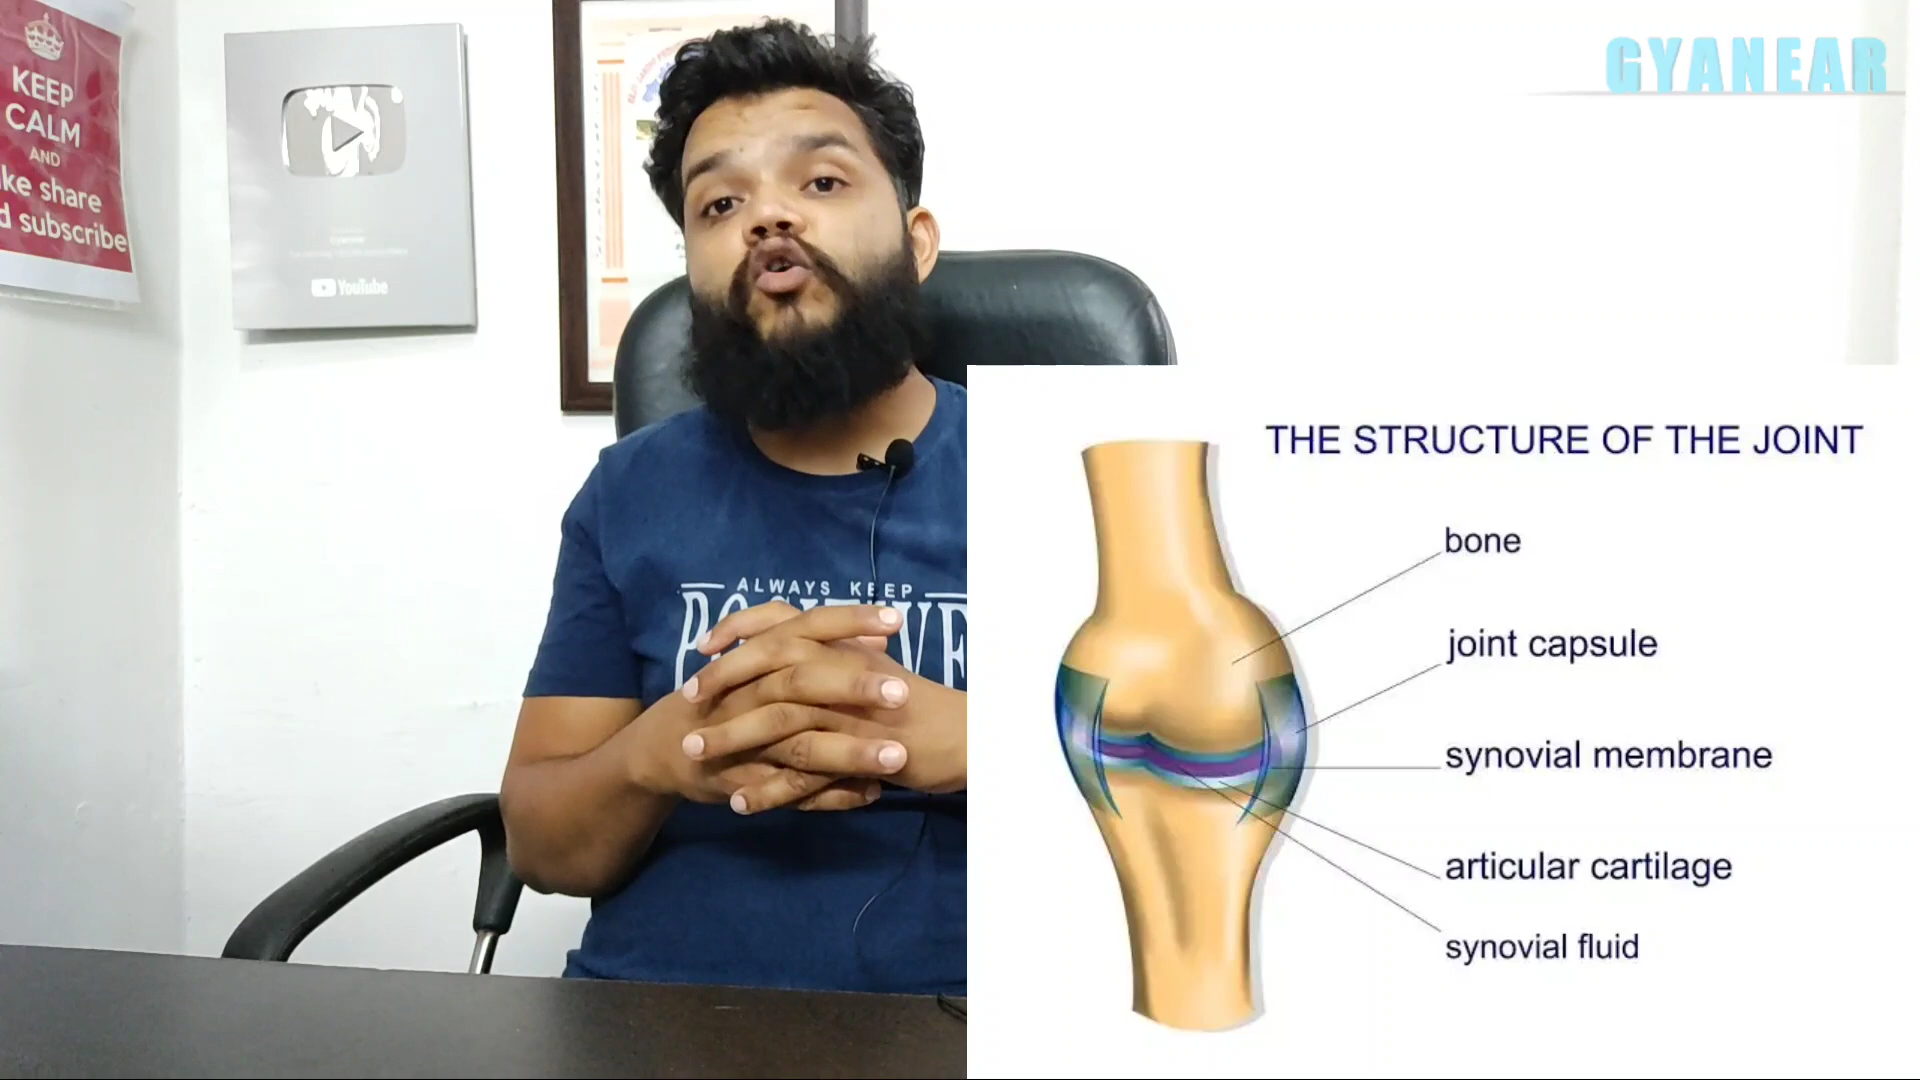 KEEP
CALM
AND
ke share
d subscribe
YouTube
GYANEAR
ALWAYS KEEP
THE STRUCTURE OF THE JOINT
bone
joint capsule
synovial membrane
articular cartilage
synovial fluid